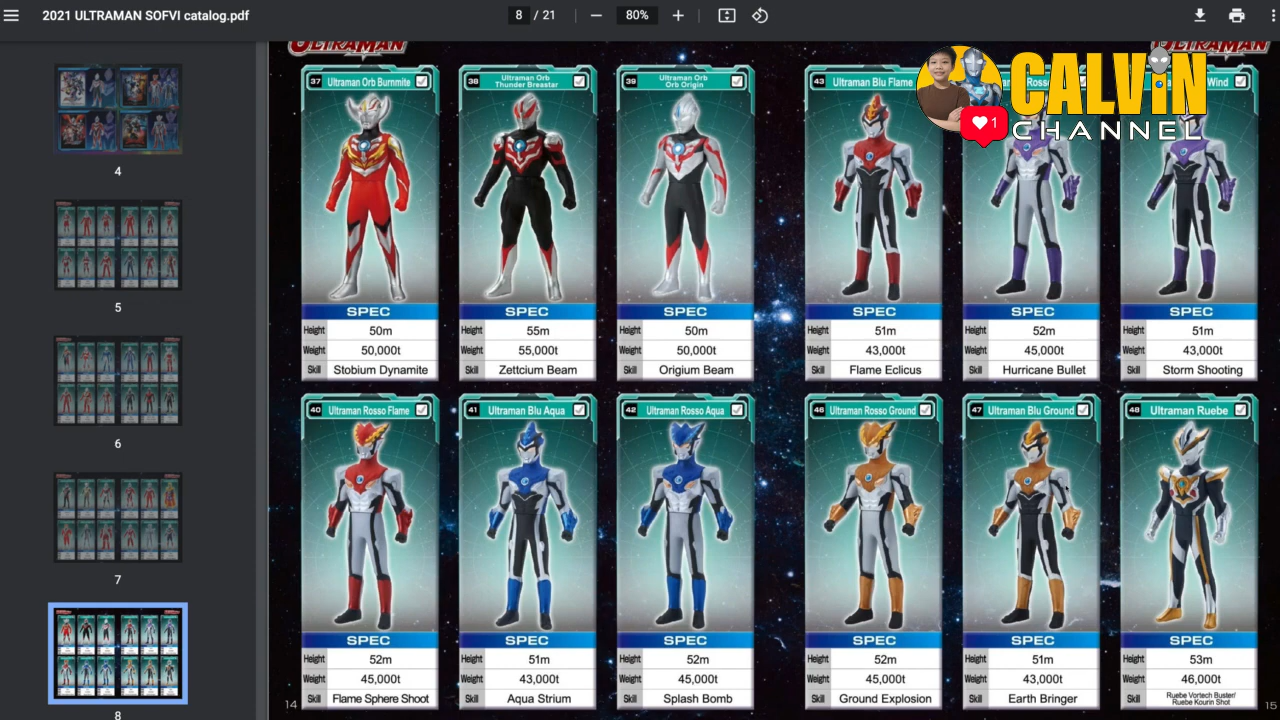 2021 ULTRAMAN SOFVI catalog.pdf
8 / 21
80%
ULTRAMAN
CALVIN
CHANNEL
1
4
5
6
7
8
37 Ultraman Orb Burnmite
SPEC
Height 50m
Weight 50,000t
Skill Stobium Dynamite
38 Ultraman Orb
Thunder Breastar
SPEC
Height 55m
Weight 55,000t
Skill Zettcium Beam
39 Ultraman Orb
Orb Origin
SPEC
Height 50m
Weight 50,000t
Skill Origium Beam
43 Ultraman Blu Flame
SPEC
Height 51m
Weight 43,000t
Skill Flame Eclicus
SPEC
Height 52m
Weight 45,000t
Skill Hurricane Bullet
Wind
SPEC
Height 51m
Weight 43,000t
Skill Storm Shooting
40 Ultraman Rosso Flame
SPEC
Height 52m
Weight 45,000t
Skill Flame Sphere Shoot
41 Ultraman Blu Aqua
SPEC
Height 51m
Weight 43,000t
Skill Aqua Strium
42 Ultraman Rosso Aqua
SPEC
Height 52m
Weight 45,000t
Skill Splash Bomb
46 Ultraman Rosso Ground
SPEC
Height 52m
Weight 45,000t
Skill Ground Explosion
47 Ultraman Blu Ground
SPEC
Height 51m
Weight 43,000t
Skill Earth Bringer
48 Ultraman Ruebe
SPEC
Height 53m
Weight 46,000t
Skill Ruebe Vortech Buster/
Ruebe Kourin Shot
14
15